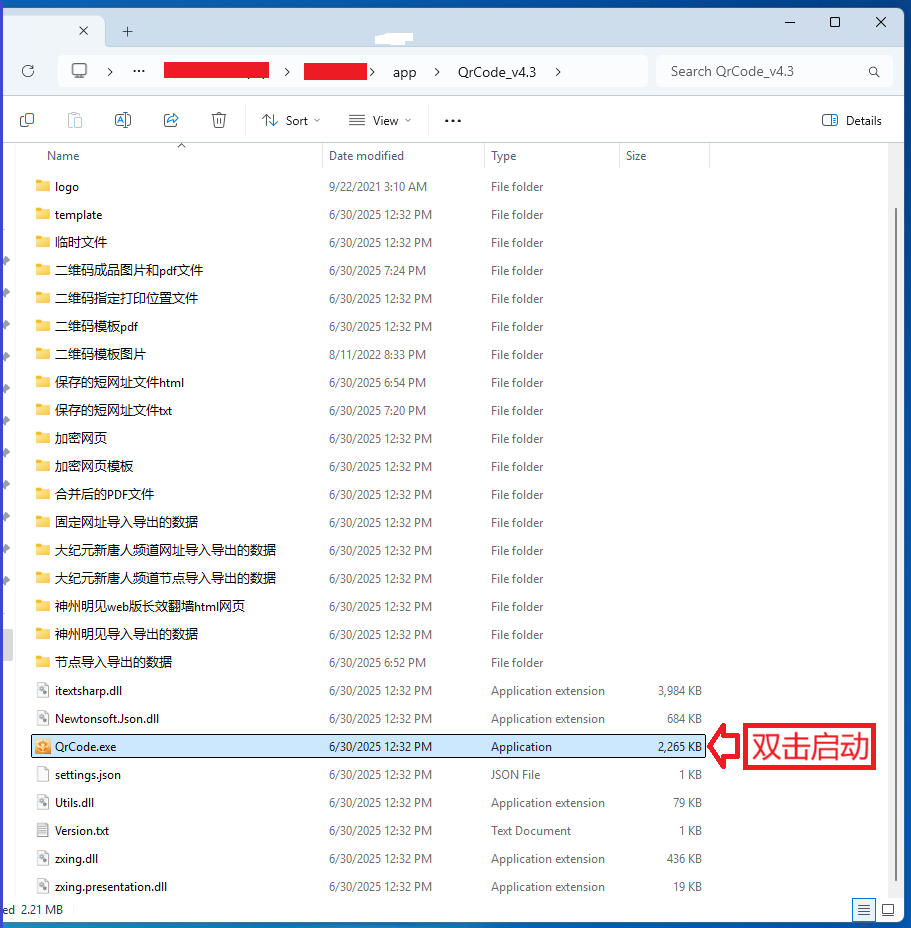 app QrCode_v4.3 Search QrCode_v4.3
Sort View Details
Name Date modified Type Size
logo 9/22/2021 3:10 AM File folder
template 6/30/2025 12:32 PM File folder
临时文件 6/30/2025 12:32 PM File folder
二维码成品图片和pdf文件 6/30/2025 7:24 PM File folder
二维码指定打印位置文件 6/30/2025 12:32 PM File folder
二维码模板pdf 6/30/2025 12:32 PM File folder
二维码模板图片 8/11/2022 8:33 PM File folder
保存的短网址文件html 6/30/2025 6:54 PM File folder
保存的短网址文件txt 6/30/2025 7:20 PM File folder
加密网页 6/30/2025 12:32 PM File folder
加密网页模板 6/30/2025 12:32 PM File folder
合并后的PDF文件 6/30/2025 12:32 PM File folder
固定网址导入导出的数据 6/30/2025 12:32 PM File folder
大纪元新唐人频道网址导入导出的数据 6/30/2025 12:32 PM File folder
大纪元新唐人频道节点导入导出的数据 6/30/2025 12:32 PM File folder
神州明见web版长效翻墙html网页 6/30/2025 12:32 PM File folder
神州明见导入导出的数据 6/30/2025 12:32 PM File folder
节点导入导出的数据 6/30/2025 6:52 PM File folder
itextsharp.dll 6/30/2025 12:32 PM Application extension 3,984 KB
Newtonsoft.Json.dll 6/30/2025 12:32 PM Application extension 684 KB
QrCode.exe 6/30/2025 12:32 PM Application 2,265 KB 双击启动
settings.json 6/30/2025 12:32 PM JSON File 1 KB
Utils.dll 6/30/2025 12:32 PM Application extension 79 KB
Version.txt 6/30/2025 12:32 PM Text Document 1 KB
zxing.dll 6/30/2025 12:32 PM Application extension 436 KB
zxing.presentation.dll 6/30/2025 12:32 PM Application extension 19 KB
ed 2.21 MB